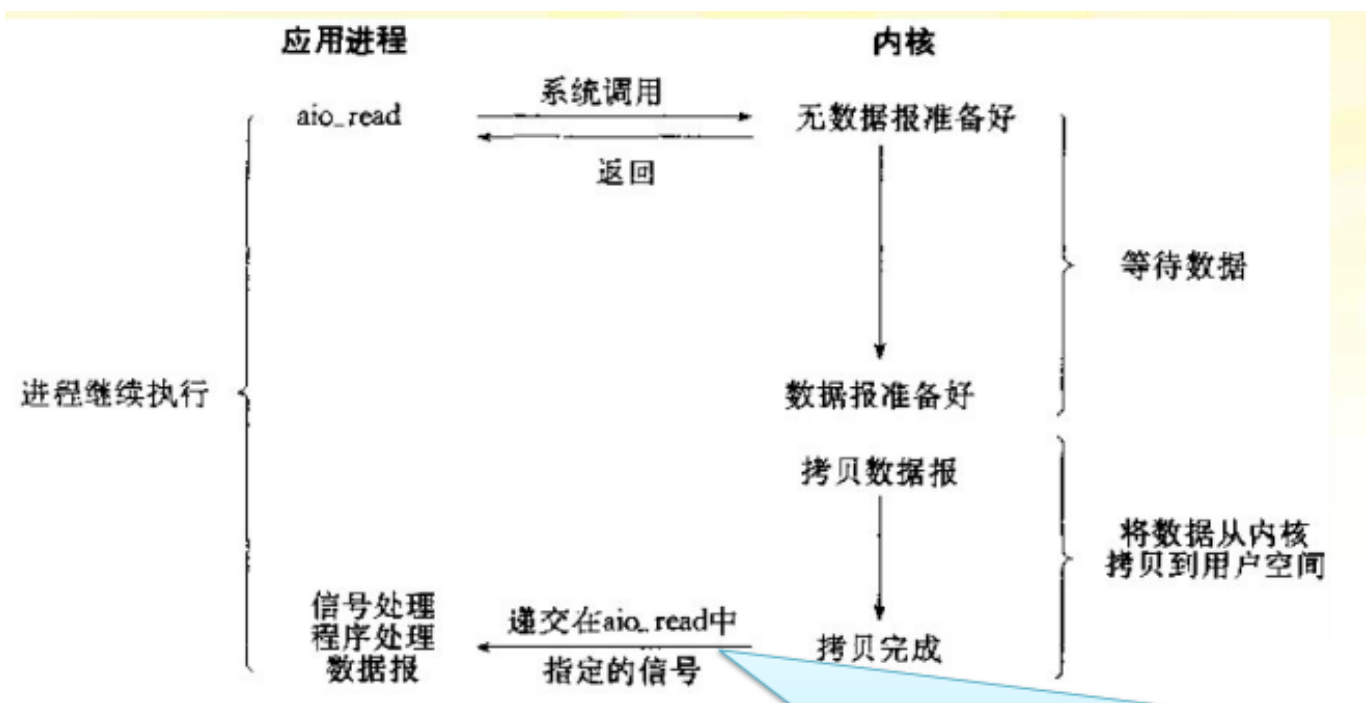 应用进程
内核
aio_read
系统调用
无数据报准备好
返回
等待数据
进程继续执行
数据报准备好
拷贝数据报
将数据从内核
拷贝到用户空间
信号处理
程序处理
数据报
递交在aio_read中
指定的信号
拷贝完成